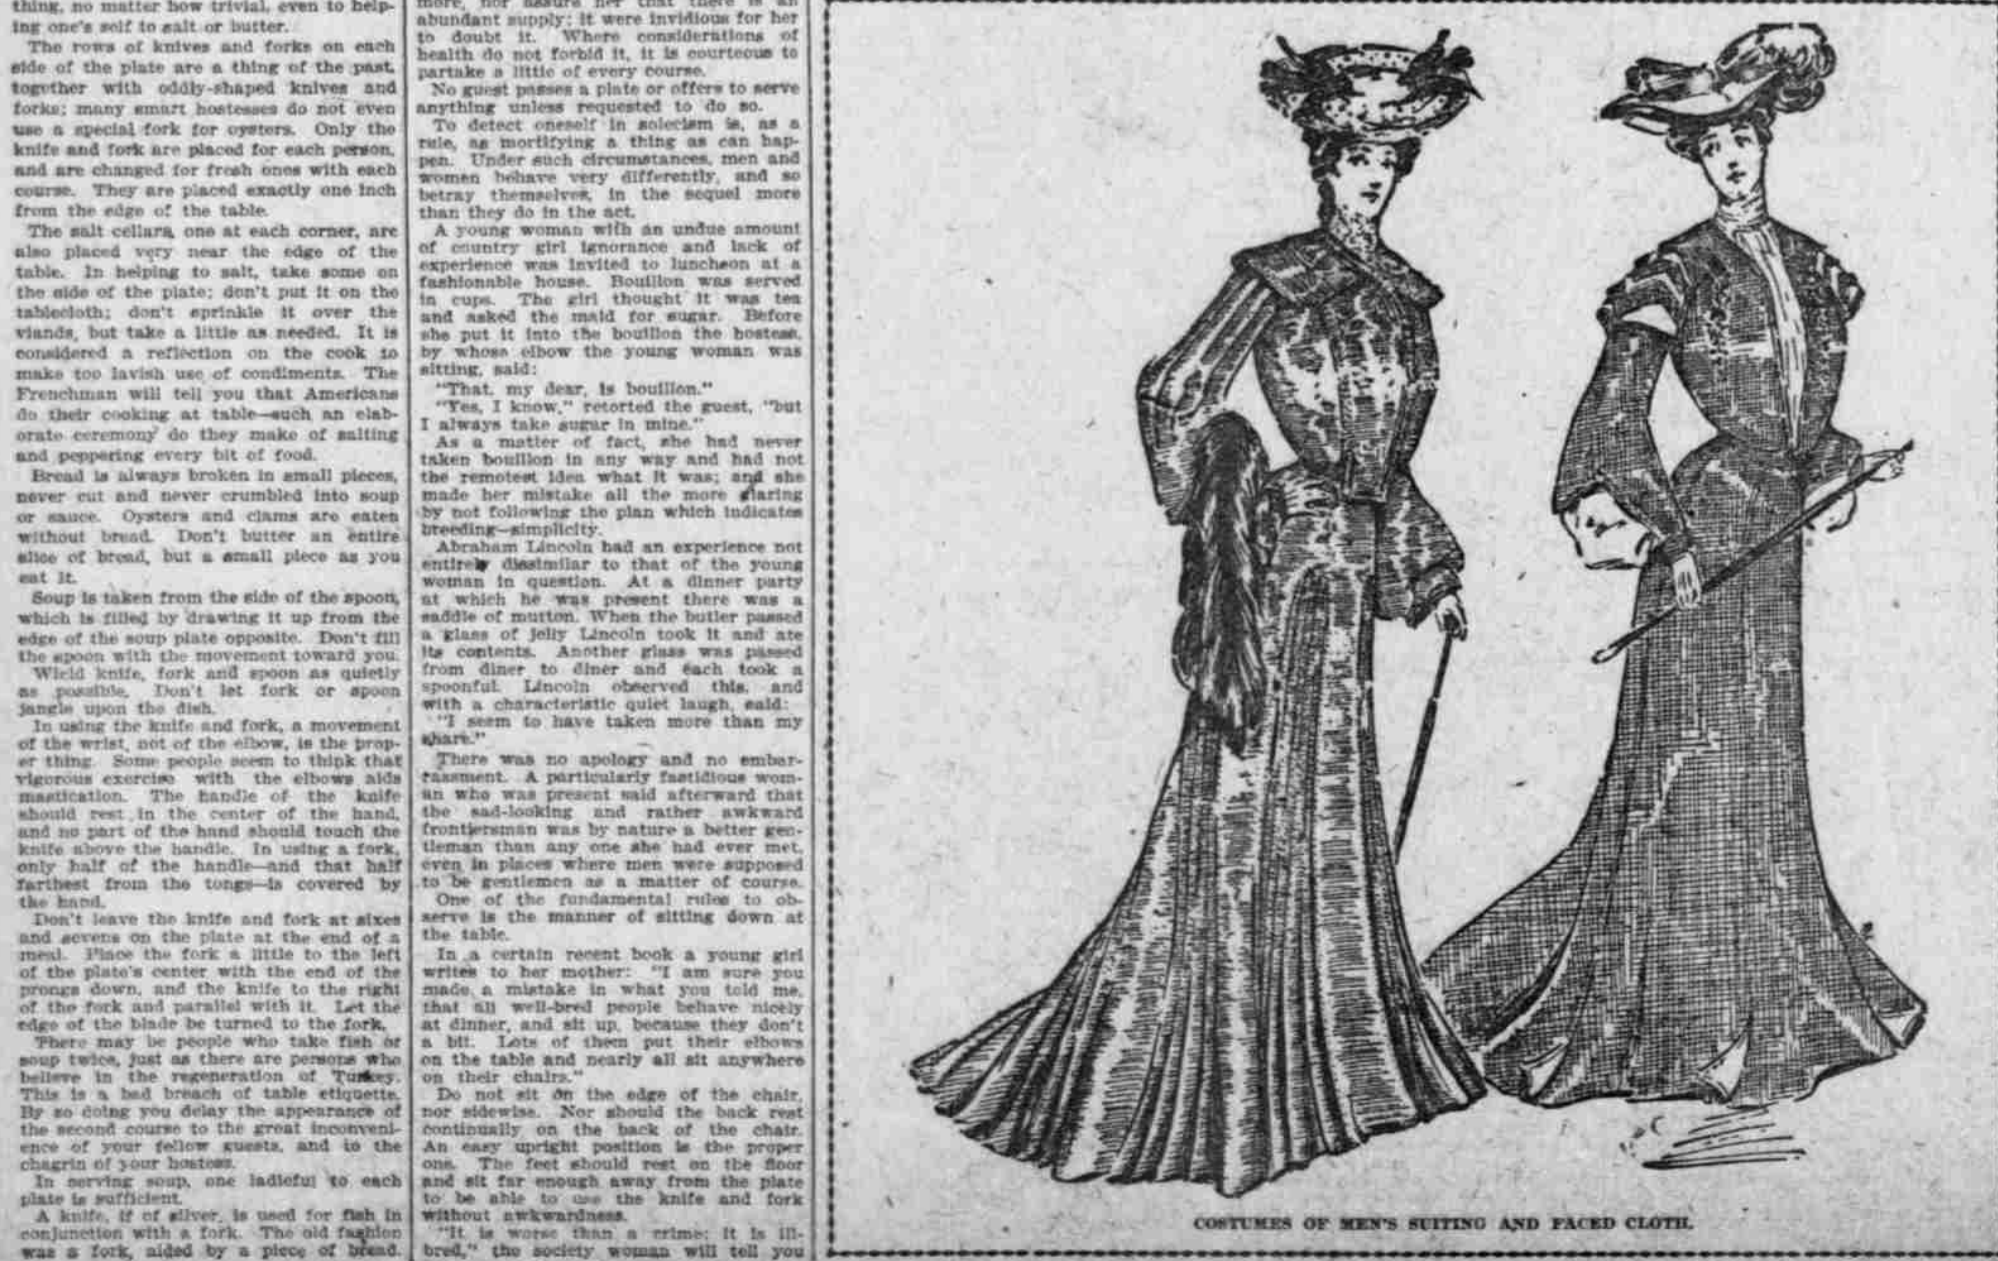 thing, no matter how trivial, even to help-
ing one's self to salt or butter.
The rows of knives and forks on each
side of the plate are a thing of the past,
together with oddly-shaped knives and
forks; many smart hostesses do not even
use a special fork for oysters. Only the
knife and fork are placed for each person,
and are changed for fresh ones with each
course. They are placed exactly one inch
from the edge of the table.
The salt cellars, one at each corner, are
also placed very near the edge of the
table. In helping to salt, take some on
the side of the plate; don't put it on the
tablecloth; don't sprinkle it over the
viands, but take a little as needed. It is
considered a reflection on the cook to
make too lavish use of condiments. The
Frenchman will tell you that Americans
do their cooking at table—such an elab-
orate ceremony do they make of salting
and peppering every bit of food.
Bread is always broken in small pieces,
never cut and never crumbled into soup
or sauce. Oysters and clams are eaten
without bread. Don't butter an entire
slice of bread, but a small piece as you
eat it.
Soup is taken from the side of the spoon,
which is filled by drawing it up from the
edge of the soup plate opposite. Don't fill
the spoon with the movement toward you.
Wield knife, fork and spoon as quietly
as possible. Don't let fork or spoon
jangle upon the dish.
In using the knife and fork, a movement
of the wrist, not of the elbow, is the prop-
er thing. Some people seem to think that
vigorous exercise with the elbows aids
mastication. The handle of the knife
should rest in the center of the hand,
and no part of the hand should touch the
knife above the handle. In using a fork,
only half of the handle—and that half
farthest from the tongs—is covered by
the hand.
Don't leave the knife and fork at sixes
and sevens on the plate at the end of a
meal. Place the fork a little to the left
of the plate's center with the end of the
prongs down, and the knife to the right
of the fork and parallel with it. Let the
edge of the blade be turned to the fork.
There may be people who take fish or
soup twice, just as there are persons who
believe in the regeneration of Turkey.
This is a bad breach of table etiquette.
By so doing you delay the appearance of
the second course to the great inconveni-
ence of your fellow guests, and to the
chagrin of your hostess.
In serving soup, one ladleful to each
plate is sufficient.
A knife, if of silver, is used for fish in
conjunction with a fork. The old fashion
was a fork, aided by a piece of bread.
more, nor assure her that there is an
abundant supply; it were invidious for her
to doubt it. Where considerations of
health do not forbid it, it is courteous to
partake a little of every course.
No guest passes a plate or offers to serve
anything unless requested to do so.
To detect oneself in solecism is, as a
rule, as mortifying a thing as can hap-
pen. Under such circumstances, men and
women behave very differently, and so
betray themselves, in the sequel more
than they do in the act.
A young woman with an undue amount
of country girl ignorance and lack of
experience was invited to luncheon at a
fashionable house. Bouillon was served
in cups. The girl thought it was tea
and asked the maid for sugar. Before
she put it into the bouillon the hostess,
by whose elbow the young woman was
sitting, said:
"That, my dear, is bouillon."
"Yes, I know," retorted the guest, "but
I always take sugar in mine."
As a matter of fact, she had never
taken bouillon in any way and had not
the remotest idea what it was; and she
made her mistake all the more glaring
by not following the plan which indicates
breeding—simplicity.
Abraham Lincoln had an experience not
entirely dissimilar to that of the young
woman in question. At a dinner party
at which he was present there was a
saddle of mutton. When the butler passed
a glass of jelly Lincoln took it and ate
its contents. Another glass was passed
from diner to diner and each took a
spoonful. Lincoln observed this, and
with a characteristic quiet laugh, said:
"I seem to have taken more than my
share."
There was no apology and no embar-
rassment. A particularly fastidious wom-
an who was present said afterward that
the sad-looking and rather awkward
frontiersman was by nature a better gen-
tleman than any one she had ever met,
even in places where men were supposed
to be gentlemen as a matter of course.
One of the fundamental rules to ob-
serve is the manner of sitting down at
the table.
In a certain recent book a young girl
writes to her mother: "I am sure you
made a mistake in what you told me,
that all well-bred people behave nicely
at dinner, and sit up, because they don't
a bit. Lots of them put their elbows
on the table and nearly all sit anywhere
on their chairs."
Do not sit on the edge of the chair,
nor sidewise. Nor should the back rest
continually on the back of the chair.
An easy upright position is the proper
one. The feet should rest on the floor
and sit far enough away from the plate
to be able to use the knife and fork
without awkwardness.
"It is worse than a crime; it is ill-
bred," the society woman will tell you
COSTUMES OF MEN'S SUITING AND FACED CLOTH.